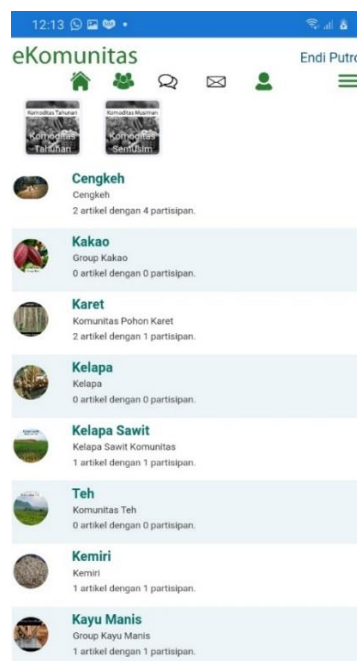 12:13
eKomunitas
Endi Putro
Komoditas Tahunan
Komoditas Tahunan
Komoditas Musiman
Komoditas Semusim
Cengkeh
Cengkeh
2 artikel dengan 4 partisipan.
Kakao
Group Kakao
0 artikel dengan 0 partisipan.
Karet
Komunitas Pohon Karet
2 artikel dengan 1 partisipan.
Kelapa
Kelapa
0 artikel dengan 0 partisipan.
Kelapa Sawit
Kelapa Sawit Komunitas
1 artikel dengan 1 partisipan.
Teh
Komunitas Teh
0 artikel dengan 0 partisipan.
Kemiri
Kemiri
1 artikel dengan 1 partisipan.
Kayu Manis
Group Kayu Manis
1 artikel dengan 1 partisipan.